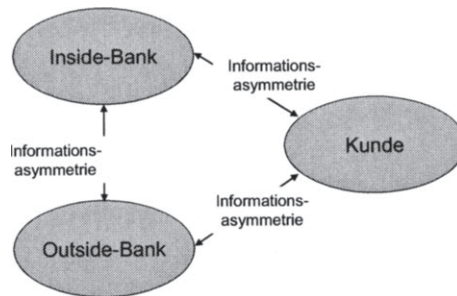 Inside-Bank
Informations-
asymmetrie
Informations-
asymmetrie
Kunde
Informations-
asymmetrie
Outside-Bank